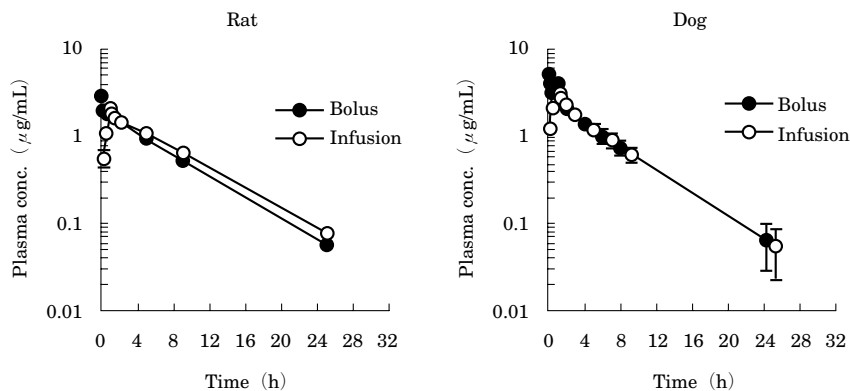 Rat
Plasma conc. (μg/mL)
10
1
0.1
0.01
Bolus
Infusion
0 4 8 12 16 20 24 28 32
Time (h)
Dog
Plasma conc. (μg/mL)
10
1
0.1
0.01
Bolus
Infusion
0 4 8 12 16 20 24 28 32
Time (h)